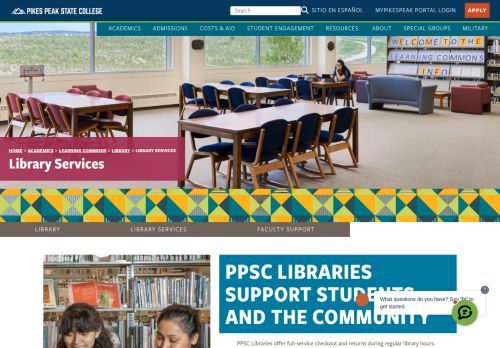 PIKES PEAK STATE COLLEGE
Search
SITIO EN ESPAÑOL
MYPIKESPEAK PORTAL LOGIN
APPLY
ACADEMICS ADMISSIONS COSTS & AID STUDENT ENGAGEMENT RESOURCES ABOUT SPECIAL GROUPS MILITARY
WELCOME TO THE
LEARNING COMMONS
INFO
HOME > ACADEMICS > LEARNING COMMONS > LIBRARY > LIBRARY SERVICES
Library Services
LIBRARY LIBRARY SERVICES FACULTY SUPPORT
PPSC LIBRARIES
SUPPORT STUDENTS
AND THE COMMUNITY
What questions do you have? Say "hi" to
get started.
PPSC Libraries offer full-service checkout and returns during regular library hours.